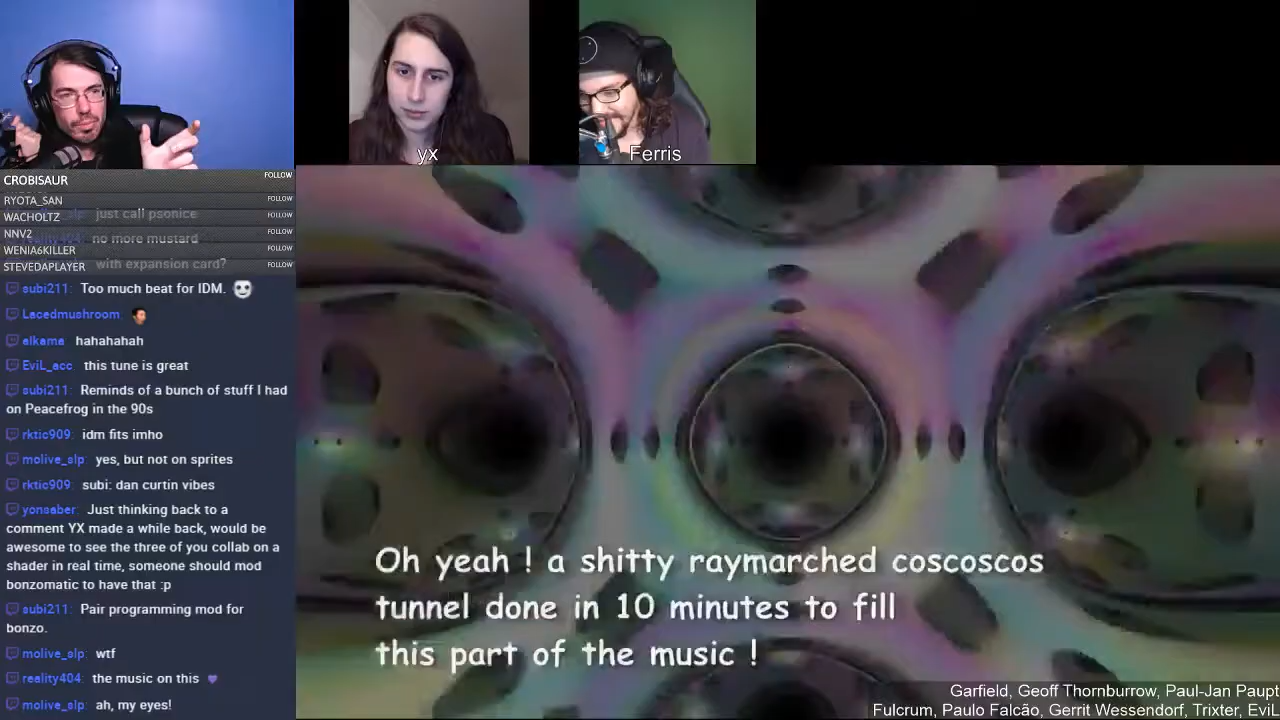 yx
Ferris
CROBISAUR FOLLOW
RYOTA_SAN FOLLOW
WACHOLTZ FOLLOW
just call psonice
NNV2 FOLLOW
no more mustard
WENIA6KILLER FOLLOW
with expansion card?
STEVEDAPLAYER FOLLOW
subi211: Too much beat for IDM.
Lacedmushroom:
alkama: hahahahah
EviL_acc: this tune is great
subi211: Reminds of a bunch of stuff I had
on Peacefrog in the 90s
rktic909: idm fits imho
molive_slp: yes, but not on sprites
rktic909: subi: dan curtin vibes
yonsaber: Just thinking back to a
comment YX made a while back, would be
awesome to see the three of you collab on a
shader in real time, someone should mod
bonzomatic to have that :p
subi211: Pair programming mod for
bonzo.
molive_slp: wtf
reality404: the music on this
molive_slp: ah, my eyes!
Oh yeah ! a shitty raymarched coscoscos
tunnel done in 10 minutes to fill
this part of the music !
Garfield, Geoff Thornburrow, Paul-Jan Paupt
Fulcrum, Paulo Falcão, Gerrit Wessendorf, Trixter, EviL